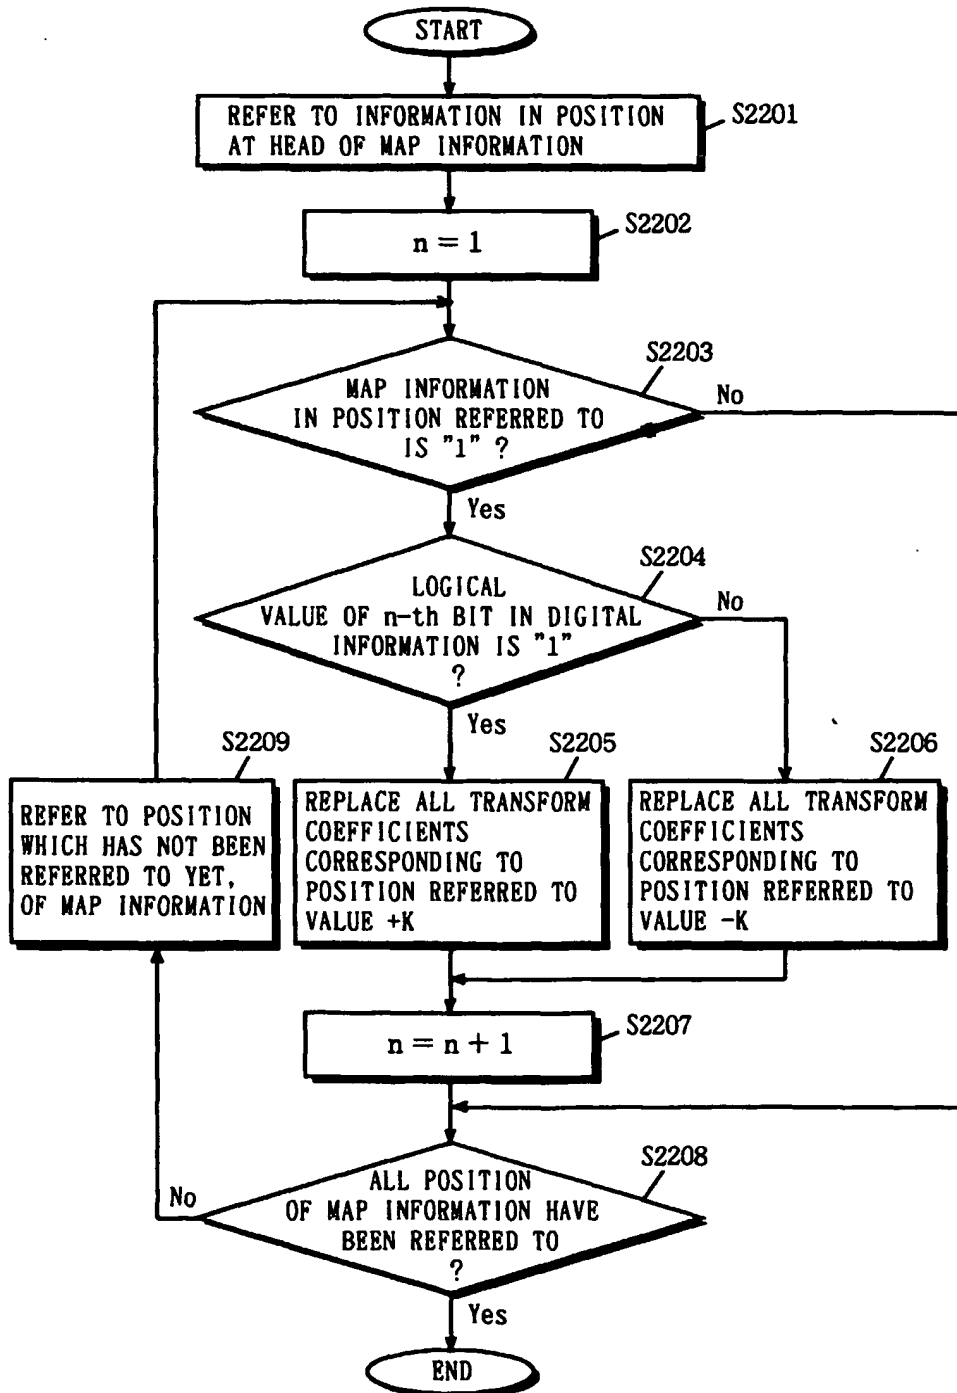 START
REFER TO INFORMATION IN POSITION
AT HEAD OF MAP INFORMATION
S2201
n = 1
S2202
S2203
MAP INFORMATION
IN POSITION REFERRED TO
IS "1" ?
No
Yes
S2204
LOGICAL
VALUE OF n-th BIT IN DIGITAL
INFORMATION IS "1"
?
No
Yes
S2209
REFER TO POSITION
WHICH HAS NOT BEEN
REFERRED TO YET,
OF MAP INFORMATION
S2205
REPLACE ALL TRANSFORM
COEFFICIENTS
CORRESPONDING TO
POSITION REFERRED TO
VALUE +K
S2206
REPLACE ALL TRANSFORM
COEFFICIENTS
CORRESPONDING TO
POSITION REFERRED TO
VALUE -K
n = n + 1
S2207
S2208
ALL POSITION
OF MAP INFORMATION HAVE
BEEN REFERRED TO
?
No
Yes
END